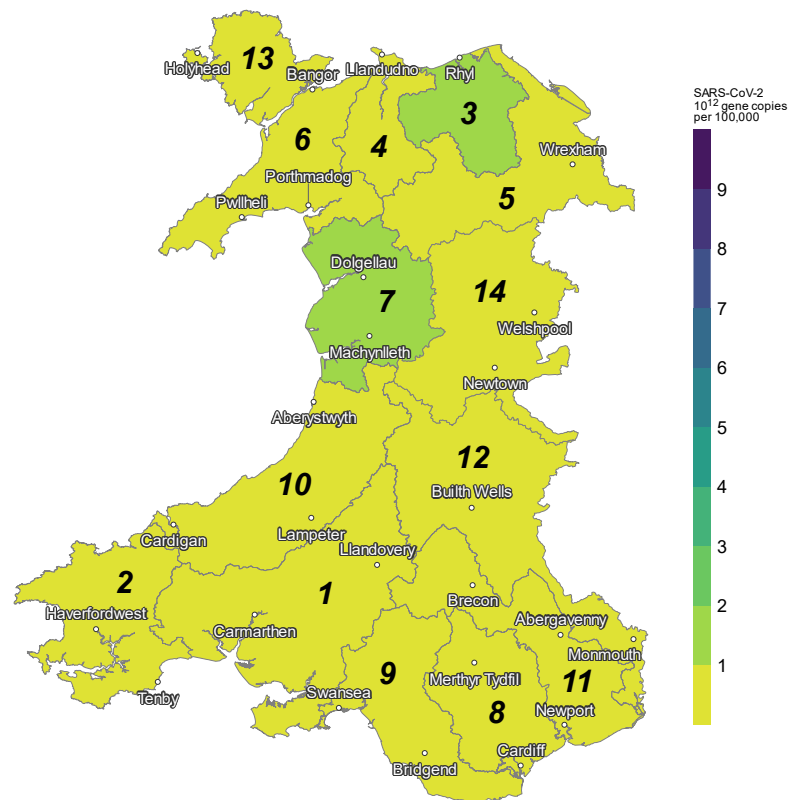 13
Holyhead
Bangor
Llandudno
Rhyl
3
6
4
Wrexham
Porthmadog
5
Pwllheli
Dolgellau
7
14
Welshpool
Machynlleth
Newtown
Aberystwyth
12
10
Builth Wells
Lampeter
Cardigan
Llandovery
2
1
Brecon
Haverfordwest
Carmarthen
Abergavenny
Monmouth
9
Merthyr Tydfil
11
Tenby
Swansea
8
Newport
Cardiff
Bridgend
SARS-CoV-2
10¹² gene copies
per 100,000
9
8
7
6
5
4
3
2
1